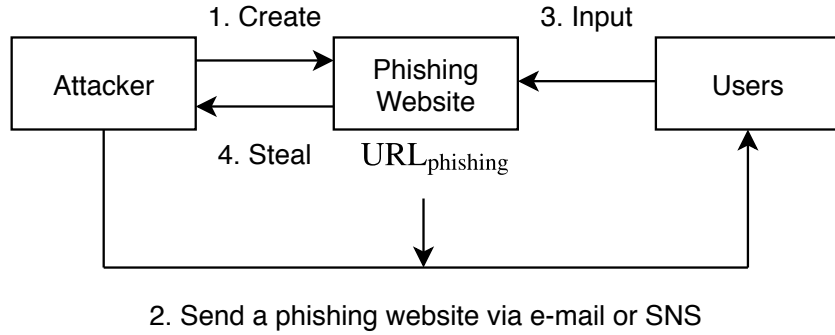 1. Create
3. Input
Attacker
Phishing
Website
Users
4. Steal
URLphishing
2. Send a phishing website via e-mail or SNS